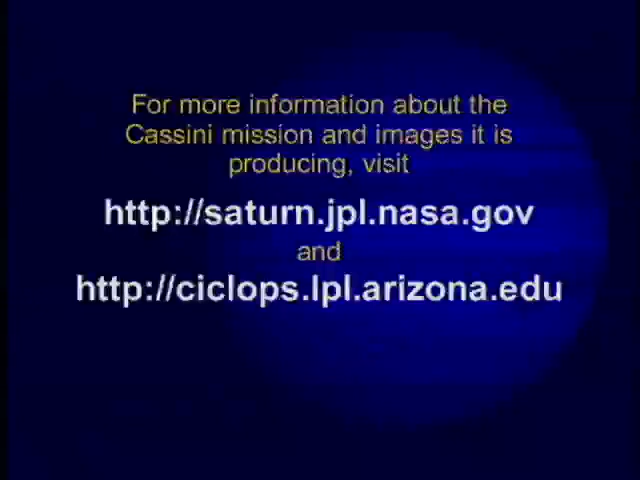 For more information about the
Cassini mission and images it is
producing, visit
http://saturn.jpl.nasa.gov
and
http://ciclops.lpl.arizona.edu